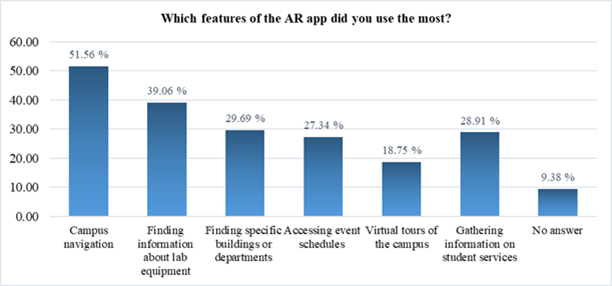 Which features of the AR app did you use the most?
60.00
50.00
40.00
30.00
20.00
10.00
0.00
51.56 %
39.06 %
29.69 %
27.34 %
18.75 %
28.91 %
9.38 %
Campus
navigation
Finding
information
about lab
equipment
Finding specific
buildings or
departments
Accessing event
schedules
Virtual tours of
the campus
Gathering
information on
student services
No answer